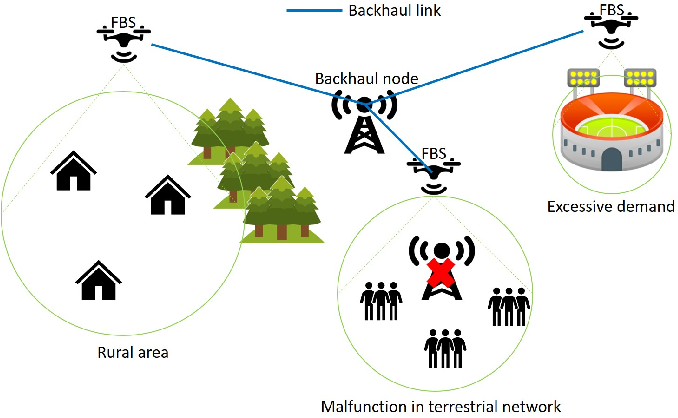 FBS
Backhaul link
FBS
Backhaul node
FBS
Excessive demand
Rural area
Malfunction in terrestrial network